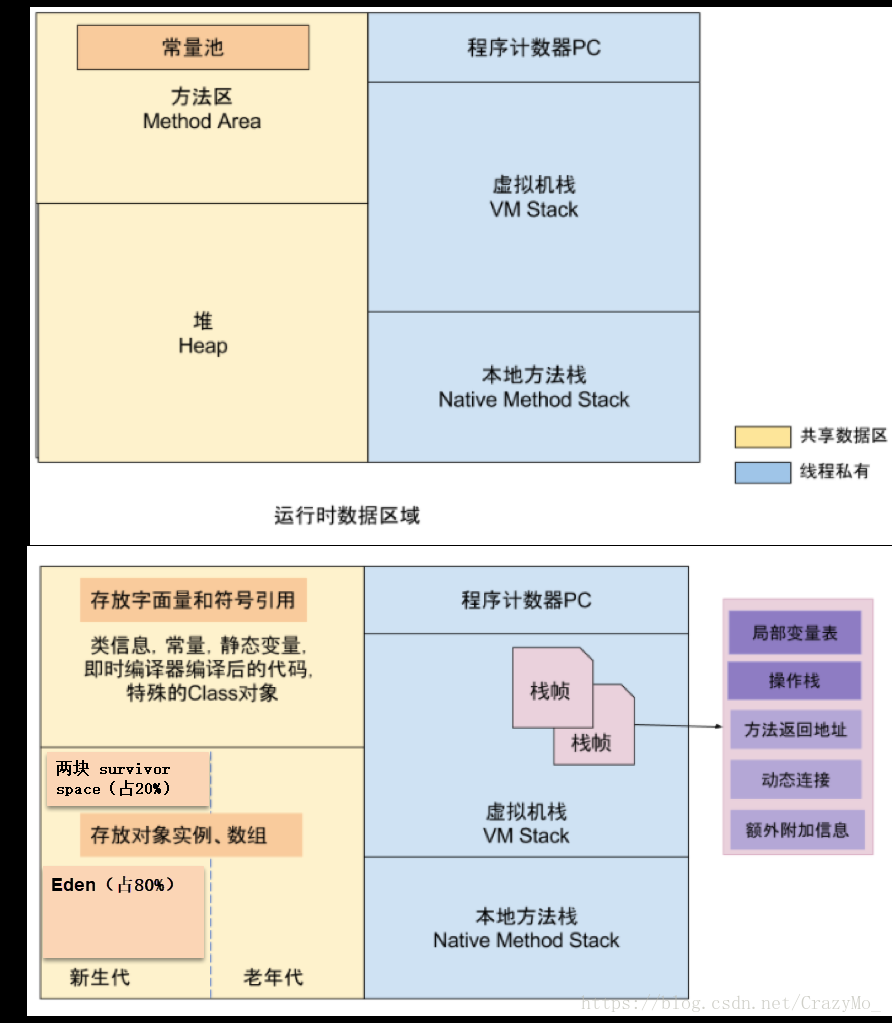 常量池
方法区
Method Area
程序计数器PC
虚拟机栈
VM Stack
堆
Heap
本地方法栈
Native Method Stack
共享数据区
线程私有
运行时数据区域
存放字面量和符号引用
类信息, 常量, 静态变量,
即时编译器编译后的代码,
特殊的Class对象
程序计数器PC
栈帧
栈帧
虚拟机栈
VM Stack
局部变量表
操作栈
方法返回地址
动态连接
额外附加信息
两块 survivor
space（占20%）
存放对象实例、数组
Eden（占80%）
新生代
老年代
本地方法栈
Native Method Stack
https://blog.csdn.net/CrazyMo_